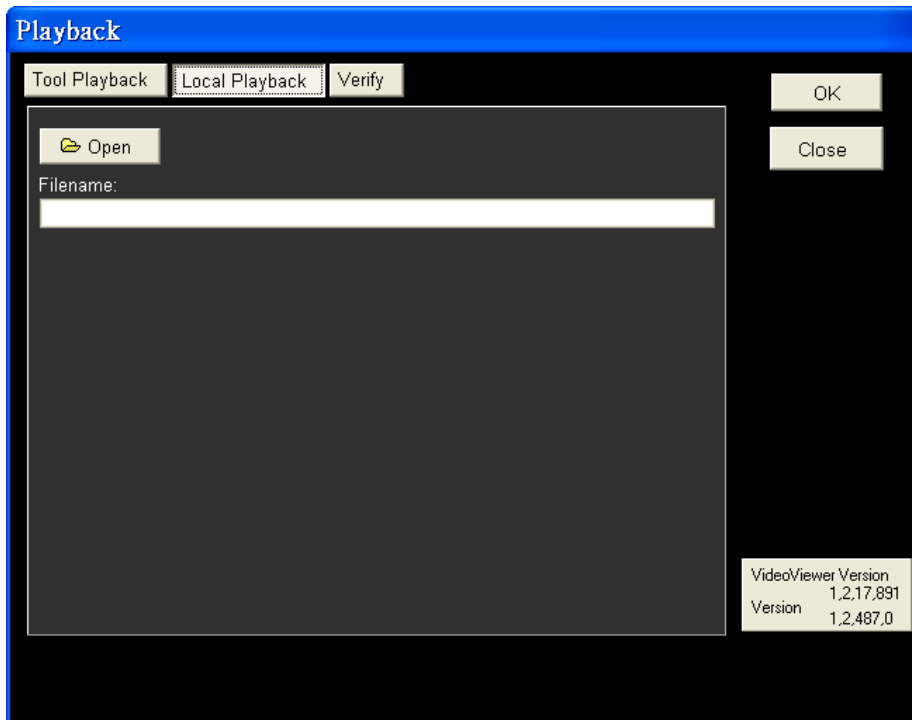 Playback
Tool Playback
Local Playback
Verify
OK
Open
Close
Filename:
VideoViewer Version
1,2,17,891
Version
1,2,487,0